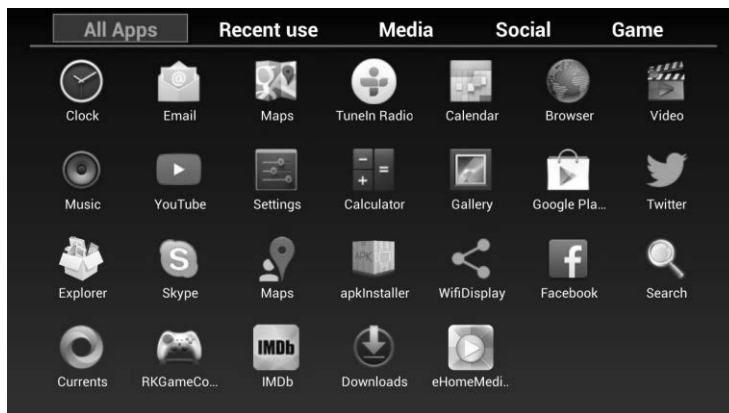 All Apps Recent use Media Social Game
Clock Email Maps TuneIn Radio Calendar Browser Video
Music YouTube Settings Calculator Gallery Google Pla... Twitter
APK
Explorer Skype Maps apkInstaller WifiDisplay Facebook Search
IMDb
Currents RKGameCo... IMDb Downloads eHomeMedi..